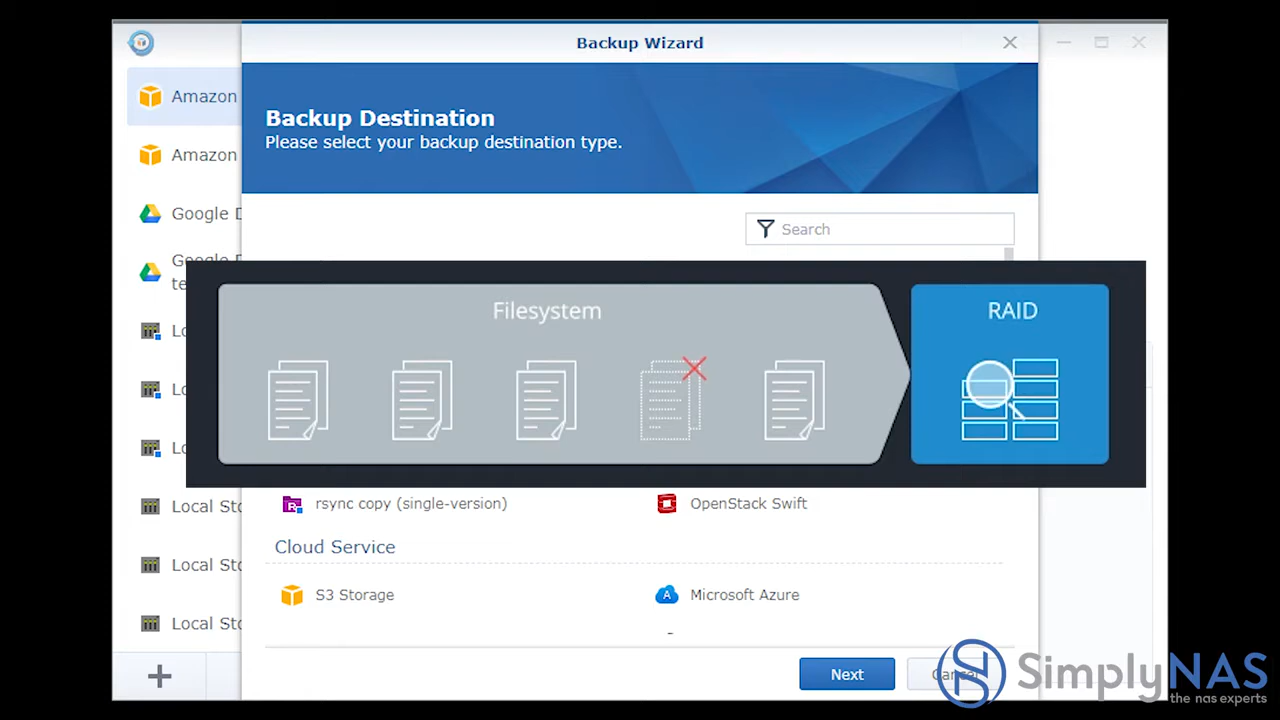 Backup Wizard
Backup Destination
Please select your backup destination type.
Search
Amazon
Amazon
Google D
Google D
te
Lo
Lo
Lo
Local Sto
Local Sto
Local Sto
Filesystem
RAID
rsync copy (single-version)
OpenStack Swift
Cloud Service
S3 Storage
Microsoft Azure
Next
SimplyNAS
the nas experts